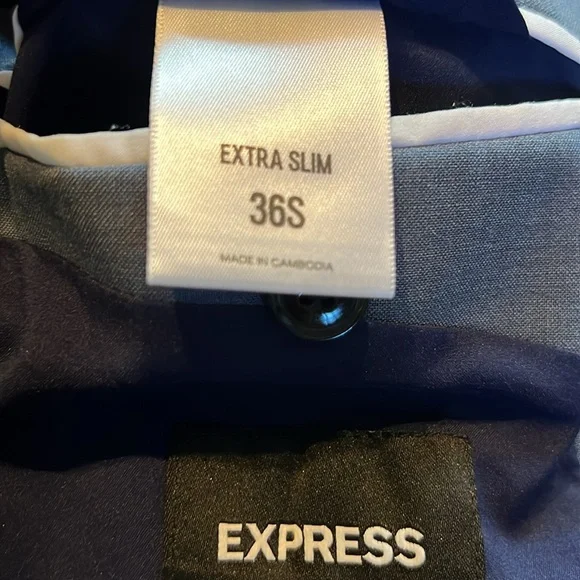 EXTRA SLIM
36S
MADE IN CAMBODIA
EXPRESS